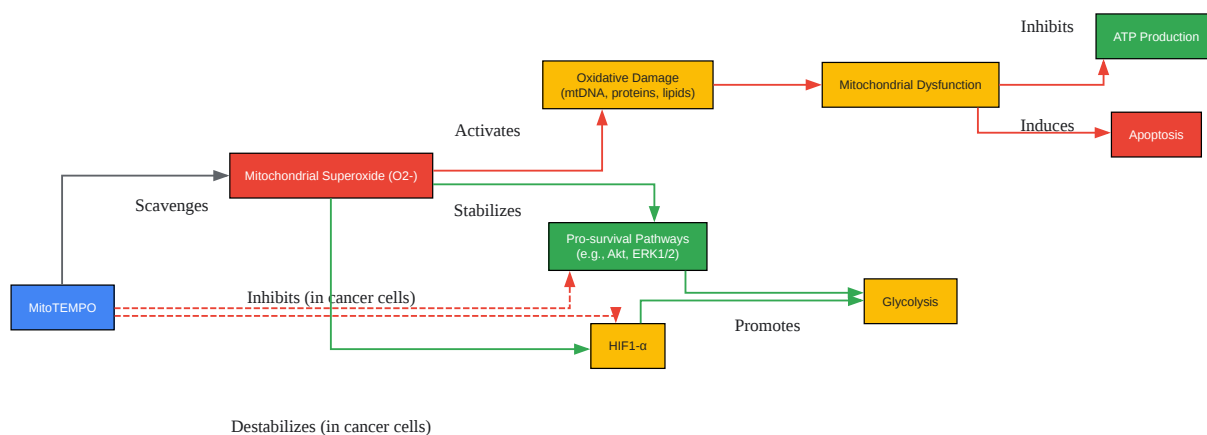 Inhibits
ATP Production
Oxidative Damage
(mtDNA, proteins, lipids)
Mitochondrial Dysfunction
Activates
Induces
Apoptosis
Mitochondrial Superoxide (O2-)
Scavenges
Stabilizes
Pro-survival Pathways
(e.g., Akt, ERK1/2)
MitoTEMPO
Inhibits (in cancer cells)
Glycolysis
Promotes
HIF1-α
Destabilizes (in cancer cells)